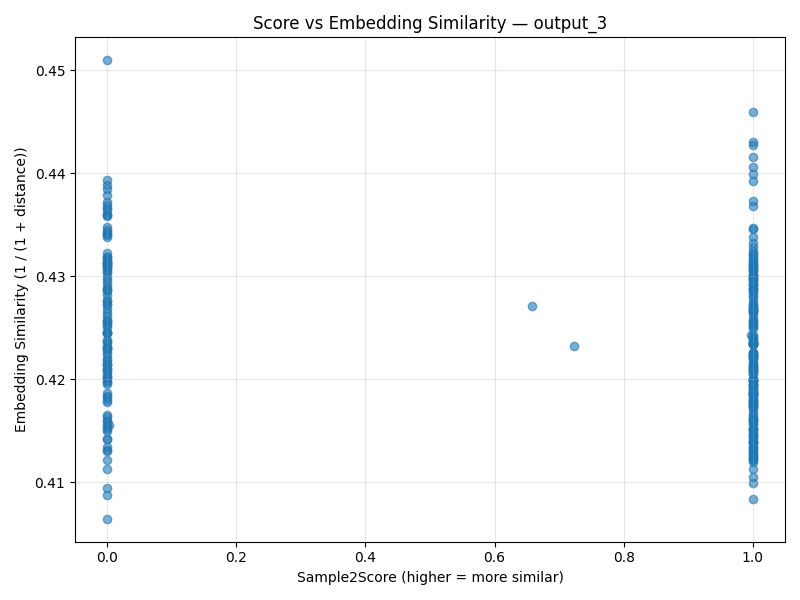 Score vs Embedding Similarity — output_3
Embedding Similarity (1 / (1 + distance))
0.45
0.44
0.43
0.42
0.41
0.0 0.2 0.4 0.6 0.8 1.0
Sample2Score (higher = more similar)